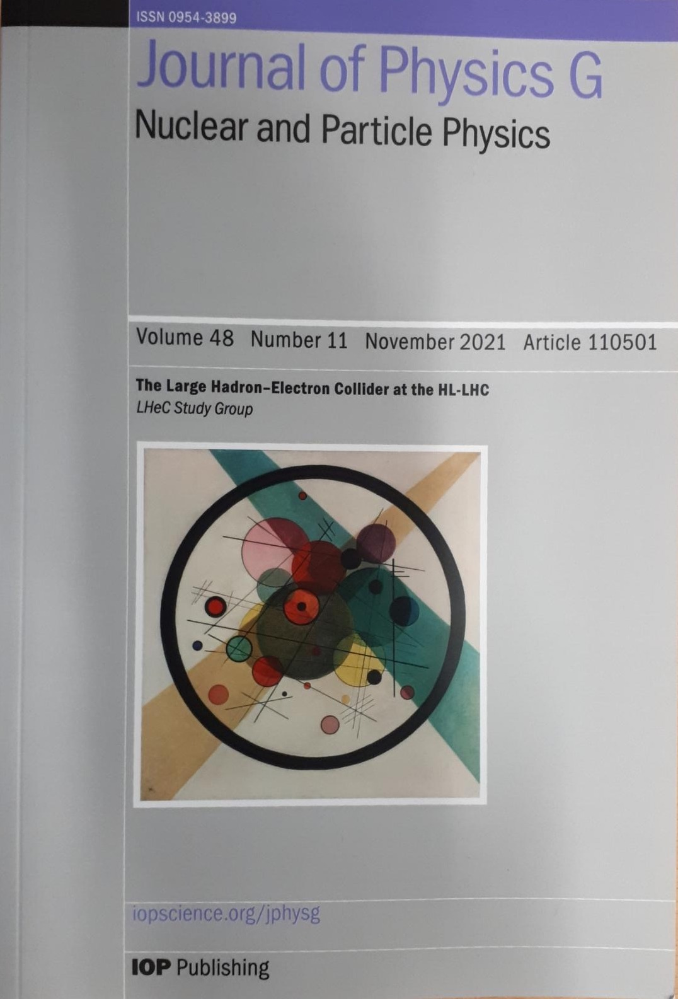 ISSN 0954-3899
Journal of Physics G
Nuclear and Particle Physics
Volume 48 Number 11 November 2021 Article 110501
The Large Hadron–Electron Collider at the HL-LHC
LHeC Study Group
iopscience.org/jphysg
IOP Publishing